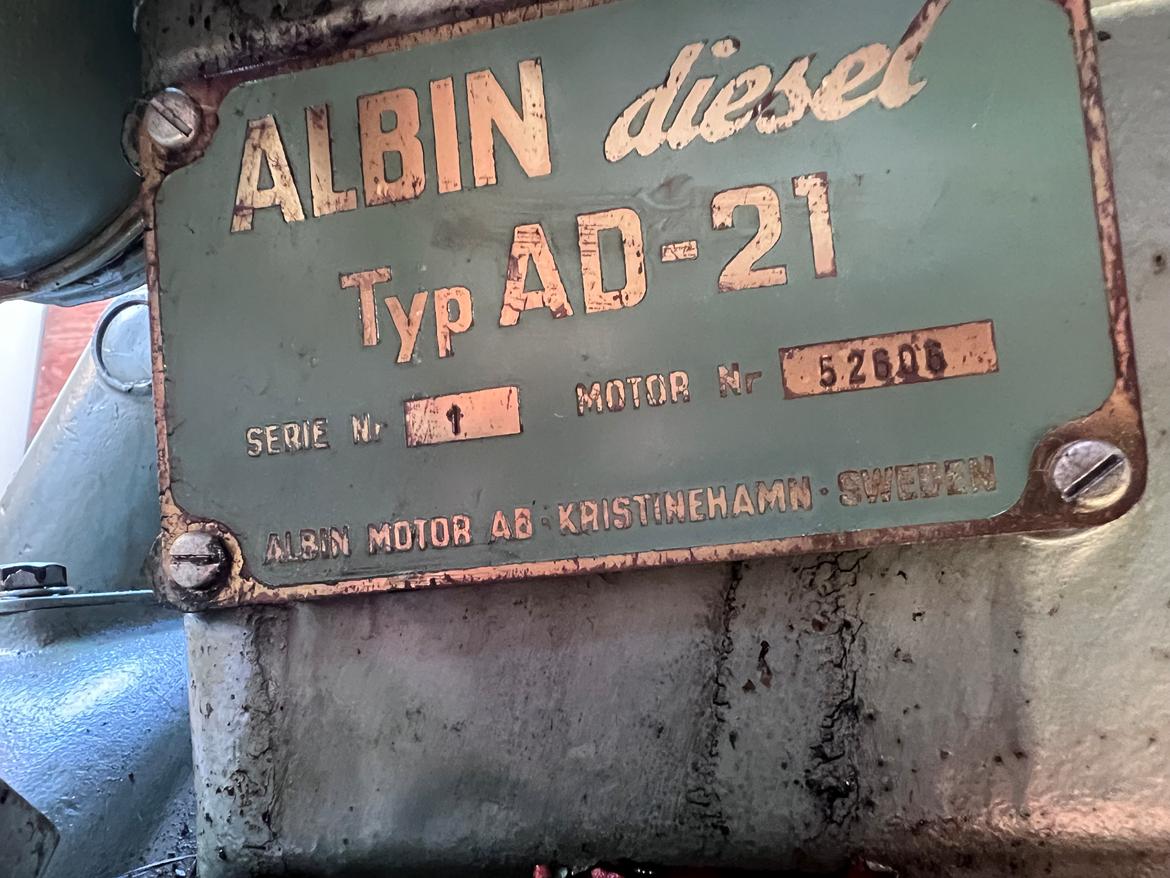 ALBIN diesel
Typ AD-21
SERIE Nr 1 MOTOR Nr 52606
ALBIN MOTOR AB · KRISTINEHAMN · SWEDEN